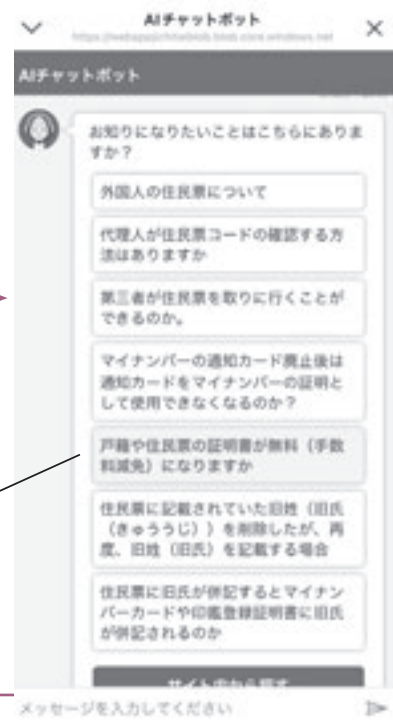 AIチャットボット
AIチャットボット
お知りになりたいことはこちらにありま
すか？
外国人の住民票について
代理人が住民票コードの確認する方
法はありますか
第三者が住民票を取りに行くことが
できるのか。
マイナンバーの通知カード廃止後は
通知カードをマイナンバーの証明と
して使用できなくなるのか？
戸籍や住民票の証明書が無料（手数
料減免）になりますか
住民票に記載されていた旧姓（旧氏
（きゅううじ））を削除したが、再
度、旧姓（旧氏）を記載する場合
住民票に旧氏が併記するとマイナン
バーカードや印鑑登録証明書に旧氏
が併記されるのか
メッセージを入力してください